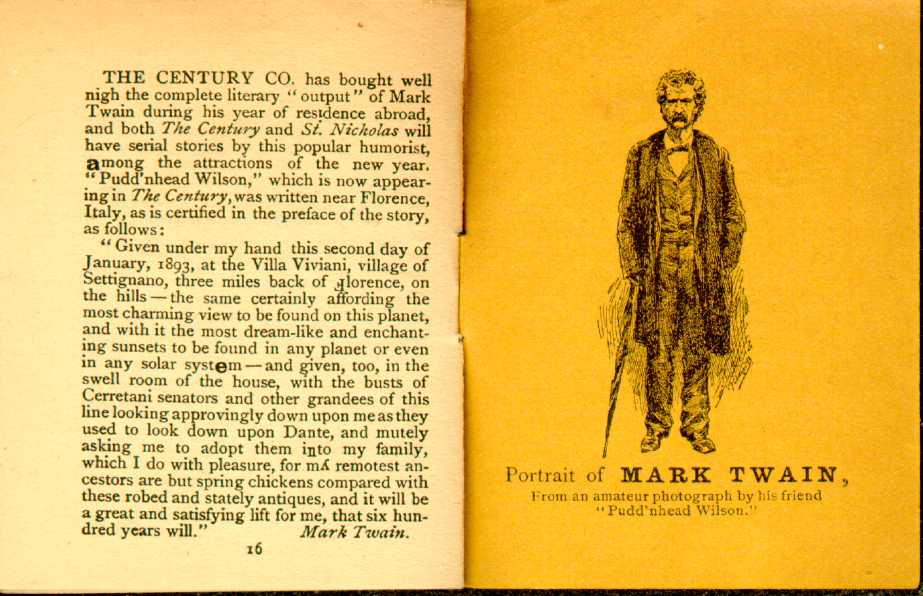 THE CENTURY CO. has bought well
nigh the complete literary “output” of Mark
Twain during his year of residence abroad,
and both The Century and St. Nicholas will
have serial stories by this popular humorist,
among the attractions of the new year.
“Pudd'nhead Wilson,” which is now appear-
ing in The Century, was written near Florence,
Italy, as is certified in the preface of the story,
as follows:
“Given under my hand this second day of
January, 1893, at the Villa Viviani, village of
Settignano, three miles back of Florence, on
the hills — the same certainly affording the
most charming view to be found on this planet,
and with it the most dream-like and enchant-
ing sunsets to be found in any planet or even
in any solar system — and given, too, in the
swell room of the house, with the busts of
Cerretani senators and other grandees of this
line looking approvingly down upon me as they
used to look down upon Dante, and mutely
asking me to adopt them into my family,
which I do with pleasure, for my remotest an-
cestors are but spring chickens compared with
these robed and stately antiques, and it will be
a great and satisfying lift for me, that six hun-
dred years will.” Mark Twain.
16
Portrait of MARK TWAIN,
From an amateur photograph by his friend
“Pudd'nhead Wilson.”